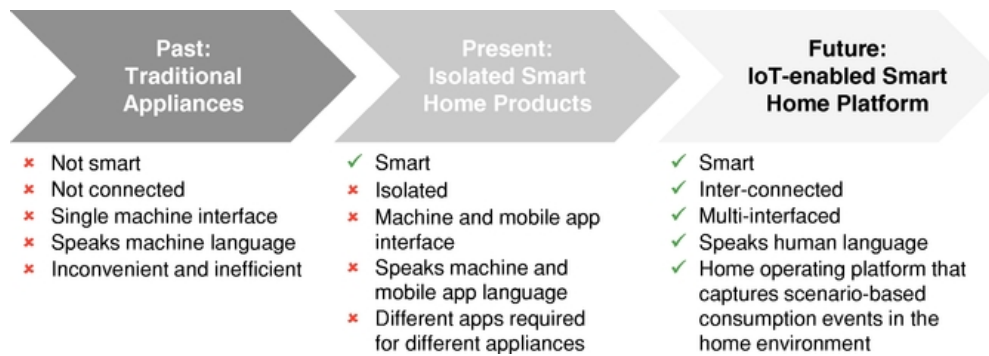 Past:
Traditional
Appliances
Not smart
Not connected
Single machine interface
Speaks machine language
Inconvenient and inefficient
Present:
Isolated Smart
Home Products
Smart
Isolated
Machine and mobile app
interface
Speaks machine and
mobile app language
Different apps required
for different appliances
Future:
IoT-enabled Smart
Home Platform
Smart
Inter-connected
Multi-interfaced
Speaks human language
Home operating platform that
captures scenario-based
consumption events in the
home environment